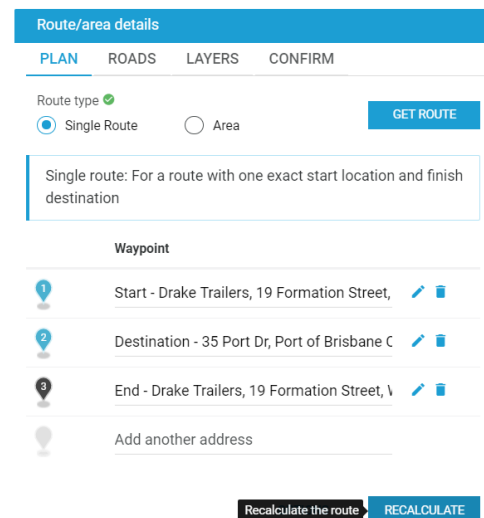 Route/area details
PLAN ROADS LAYERS CONFIRM
Route type
Single Route Area GET ROUTE
Single route: For a route with one exact start location and finish
destination
Waypoint
1 Start - Drake Trailers, 19 Formation Street,
2 Destination - 35 Port Dr, Port of Brisbane
3 End - Drake Trailers, 19 Formation Street,
Add another address
Recalculate the route RECALCULATE